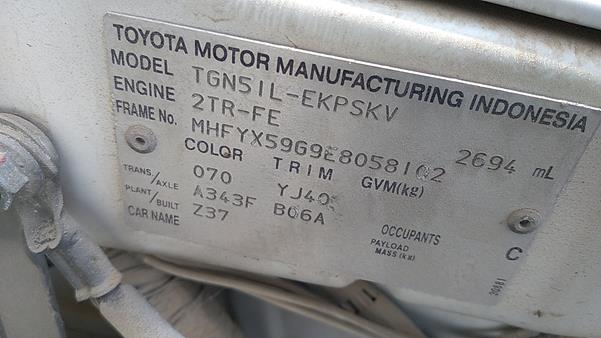 TOYOTA MOTOR MANUFACTURING INDONESIA
MODEL TGN51L-EKPSKV
ENGINE 2TR-FE 2694 mL
FRAME No. MHFYX59G9E8058102
COLOR TRIM GVM(kg)
070 YJ40
TRANS/AXLE A343F B06A
PLANT/BUILT Z37
CAR NAME
OCCUPANTS
PAYLOAD MASS(kg)
C